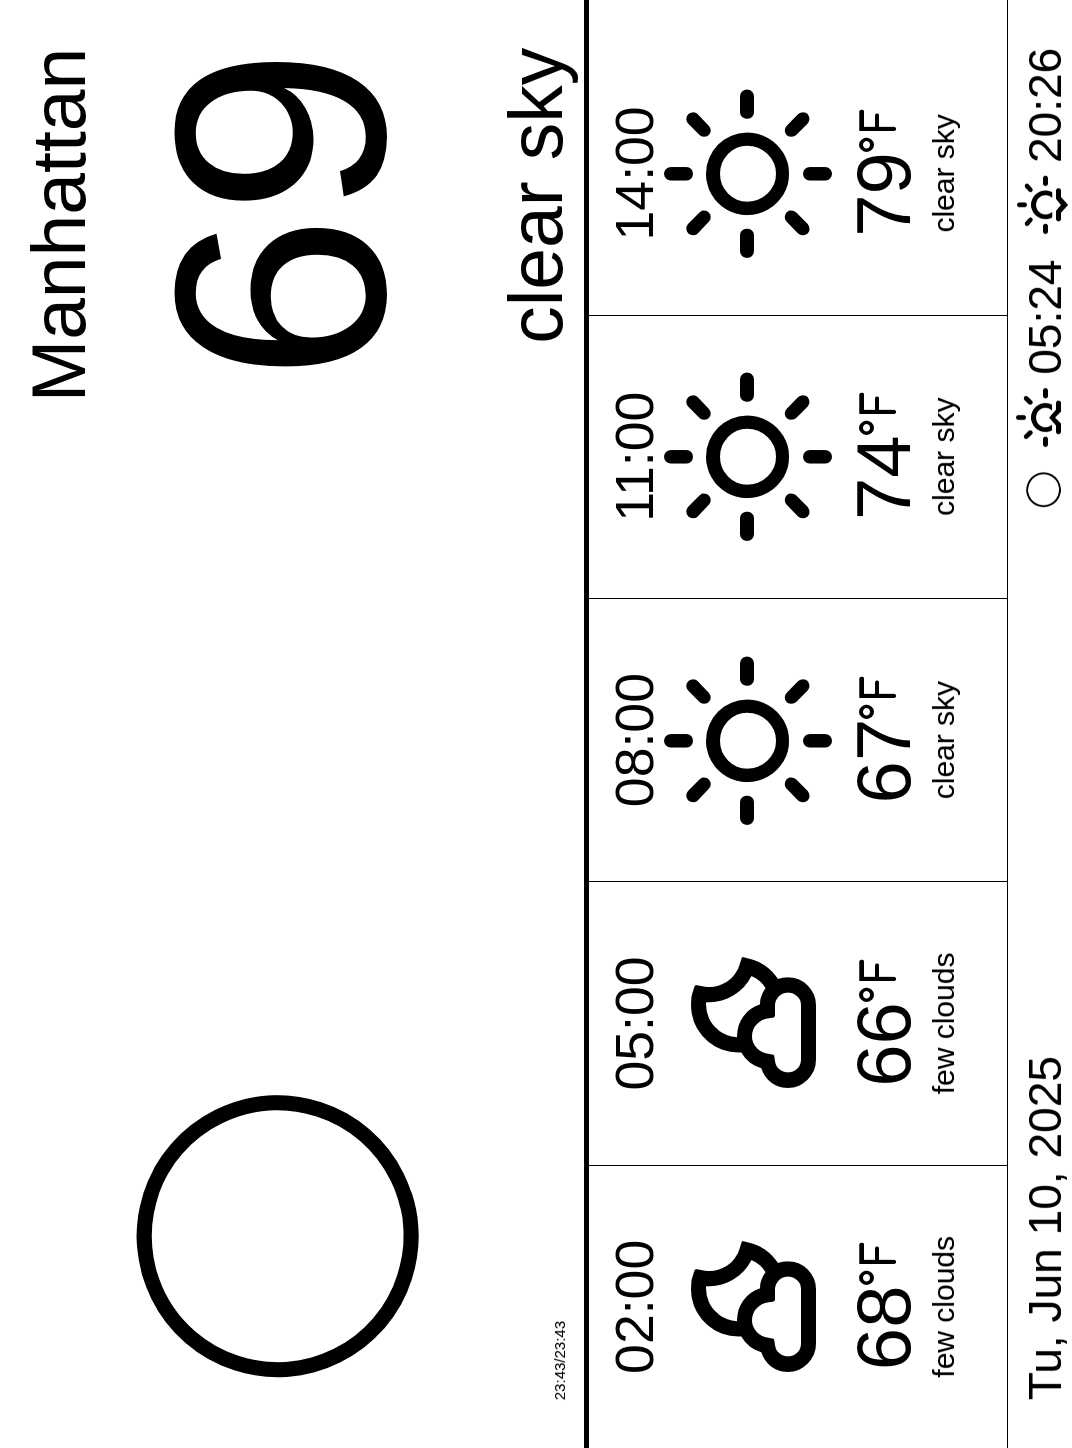 Manhattan
69
23:43/23:43
clear sky
02:00
68°F
few clouds
05:00
66°F
few clouds
08:00
67°F
clear sky
11:00
74°F
clear sky
14:00
79°F
clear sky
Tu, Jun 10, 2025
05:24 20:26